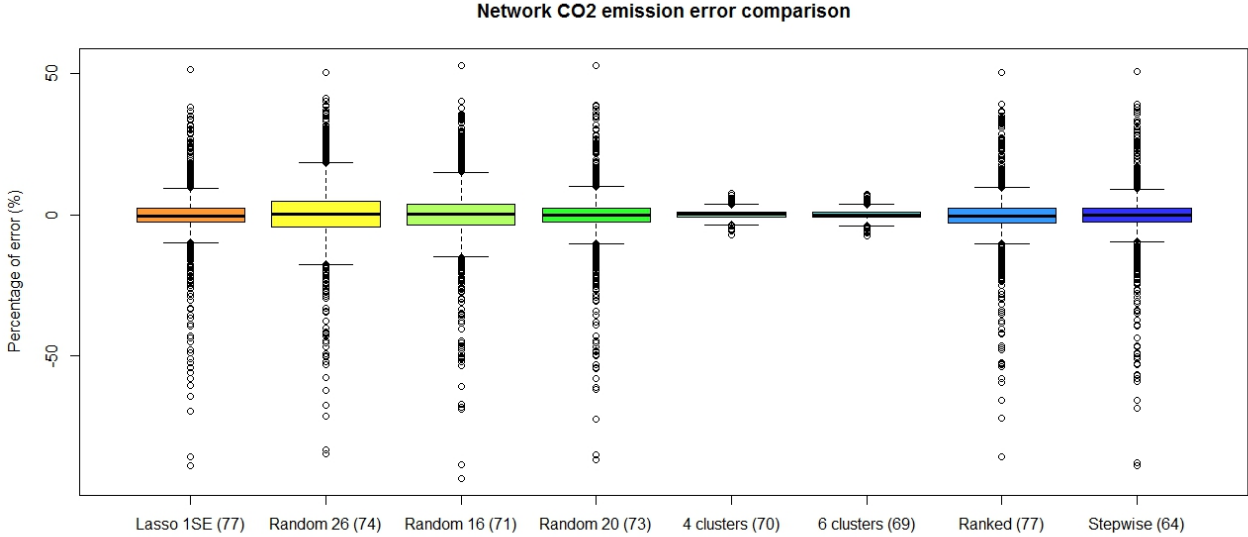 Network CO2 emission error comparison
Percentage of error (%)
50
0
-50
Lasso 1SE (77) Random 26 (74) Random 16 (71) Random 20 (73) 4 clusters (70) 6 clusters (69) Ranked (77) Stepwise (64)